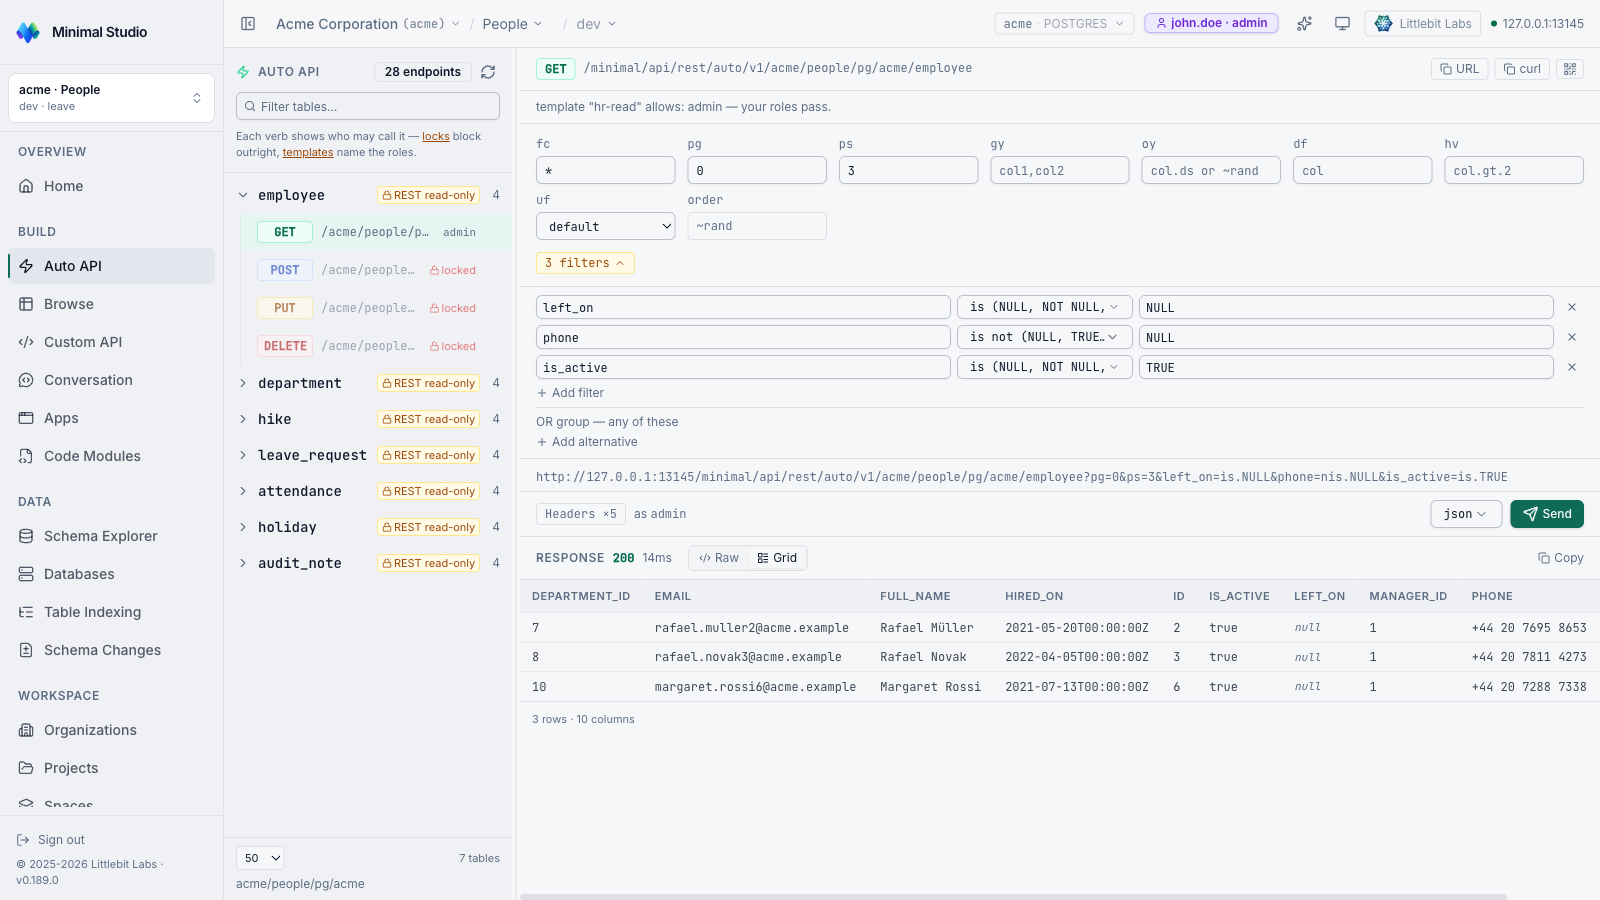 Minimal Studio
acme · People
dev · leave
OVERVIEW
Home
BUILD
Auto API
Browse
Custom API
Conversation
Apps
Code Modules
DATA
Schema Explorer
Databases
Table Indexing
Schema Changes
WORKSPACE
Organizations
Projects
Spaces
Sign out
© 2025-2026 Littlebit Labs ·
v0.189.0
Acme Corporation (acme) / People / dev
acme · POSTGRES
john.doe · admin
Littlebit Labs
127.0.0.1:13145
AUTO API
28 endpoints
Filter tables...
Each verb shows who may call it — locks block
outright, templates name the roles.
employee REST read-only 4
GET /acme/people/p… admin
POST /acme/people… locked
PUT /acme/people… locked
DELETE /acme/people… locked
department REST read-only 4
hike REST read-only 4
leave_request REST read-only 4
attendance REST read-only 4
holiday REST read-only 4
audit_note REST read-only 4
50
7 tables
acme/people/pg/acme
GET /minimal/api/rest/auto/v1/acme/people/pg/acme/employee
URL
curl
template "hr-read" allows: admin — your roles pass.
fc pg ps gy oy df hv
* 0 3 col1,col2 col.ds or ~rand col col.gt.2
uf order
default ~rand
3 filters
left_on is (NULL, NOT NULL, NULL ×
phone is not (NULL, TRUE… NULL ×
is_active is (NULL, NOT NULL, TRUE ×
+ Add filter
OR group — any of these
+ Add alternative
http://127.0.0.1:13145/minimal/api/rest/auto/v1/acme/people/pg/acme/employee?pg=0&ps=3&left_on=is.NULL&phone=nis.NULL&is_active=is.TRUE
Headers ×5 as admin
json
Send
RESPONSE 200 14ms Raw Grid
Copy
DEPARTMENT_ID EMAIL FULL_NAME HIRED_ON ID IS_ACTIVE LEFT_ON MANAGER_ID PHONE
7 rafael.muller2@acme.example Rafael Müller 2021-05-20T00:00:00Z 2 true null 1 +44 20 7695 8653
8 rafael.novak3@acme.example Rafael Novak 2022-04-05T00:00:00Z 3 true null 1 +44 20 7811 4273
10 margaret.rossi6@acme.example Margaret Rossi 2021-07-13T00:00:00Z 6 true null 1 +44 20 7288 7338
3 rows · 10 columns